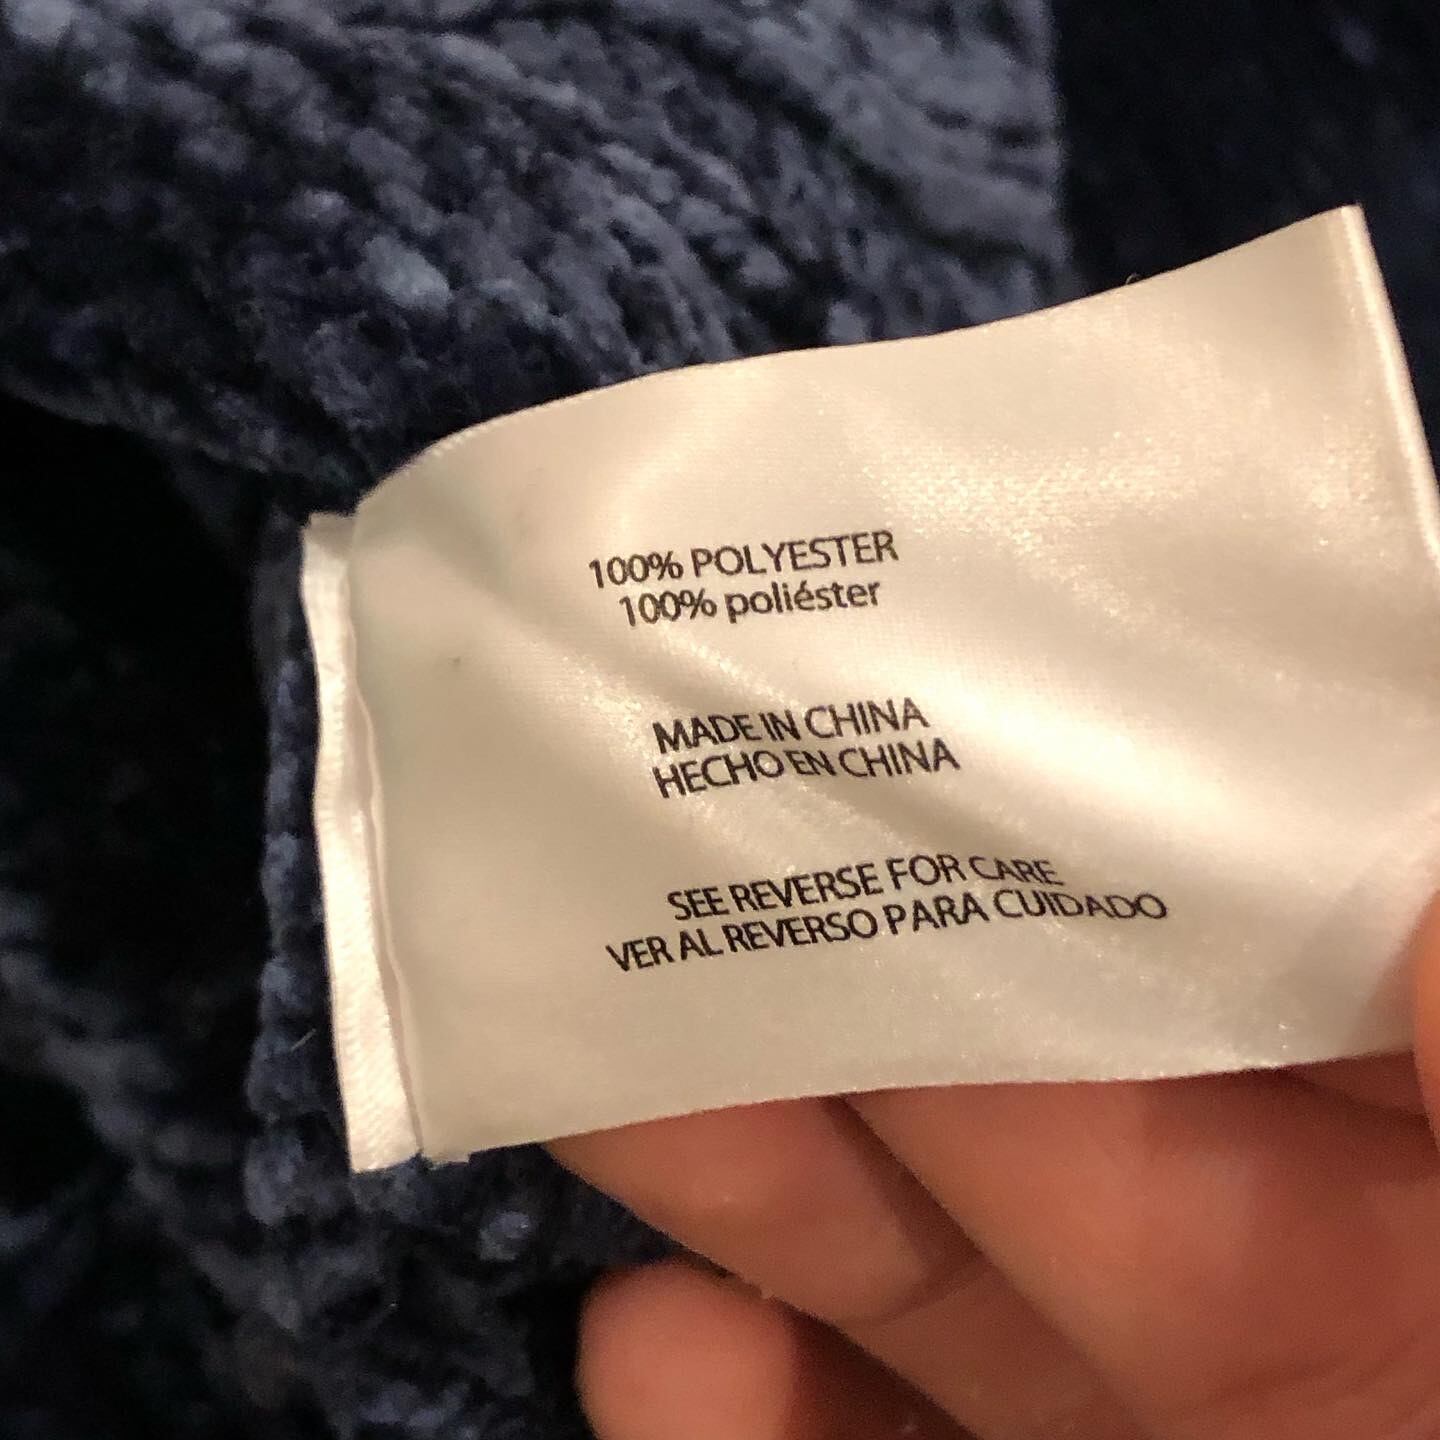 100% POLYESTER
100% poliéster
MADE IN CHINA
HECHO EN CHINA
SEE REVERSE FOR CARE
VER AL REVERSO PARA CUIDADO